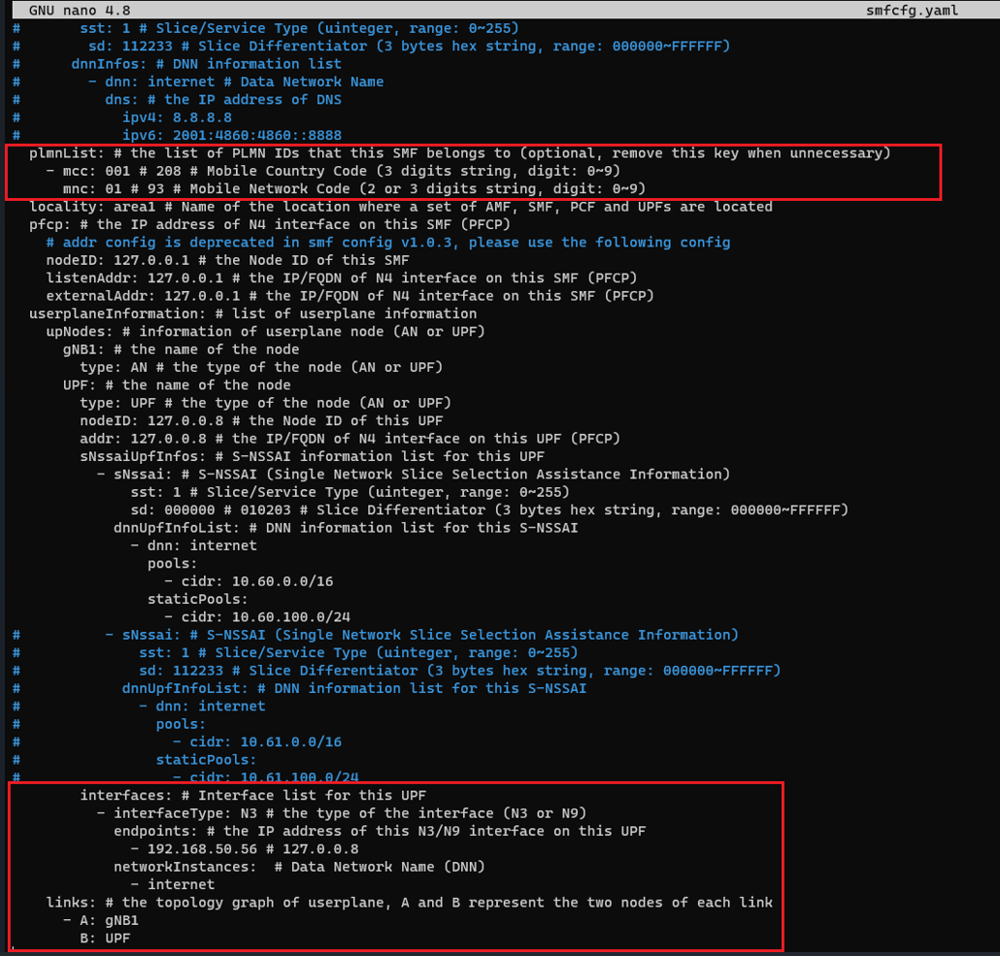 GNU nano 4.8 smfcfg.yaml
#       sst: 1 # Slice/Service Type (uinteger, range: 0~255)
#        sd: 112233 # Slice Differentiator (3 bytes hex string, range: 000000~FFFFFF)
#      dnnInfos: # DNN information list
#        - dnn: internet # Data Network Name
#          dns: # the IP address of DNS
#            ipv4: 8.8.8.8
#            ipv6: 2001:4860:4860::8888
  plmnList: # the list of PLMN IDs that this SMF belongs to (optional, remove this key when unnecessary)
    - mcc: 001 # 208 # Mobile Country Code (3 digits string, digit: 0~9)
      mnc: 01 # 93 # Mobile Network Code (2 or 3 digits string, digit: 0~9)
  locality: area1 # Name of the location where a set of AMF, SMF, PCF and UPFs are located
  pfcp: # the IP address of N4 interface on this SMF (PFCP)
    # addr config is deprecated in smf config v1.0.3, please use the following config
    nodeID: 127.0.0.1 # the Node ID of this SMF
    listenAddr: 127.0.0.1 # the IP/FQDN of N4 interface on this SMF (PFCP)
    externalAddr: 127.0.0.1 # the IP/FQDN of N4 interface on this SMF (PFCP)
  userplaneInformation: # list of userplane information
    upNodes: # information of userplane node (AN or UPF)
      gNB1: # the name of the node
        type: AN # the type of the node (AN or UPF)
      UPF: # the name of the node
        type: UPF # the type of the node (AN or UPF)
        nodeID: 127.0.0.8 # the Node ID of this UPF
        addr: 127.0.0.8 # the IP/FQDN of N4 interface on this UPF (PFCP)
        sNssaiUpfInfos: # S-NSSAI information list for this UPF
          - sNssai: # S-NSSAI (Single Network Slice Selection Assistance Information)
              sst: 1 # Slice/Service Type (uinteger, range: 0~255)
              sd: 000000 # 010203 # Slice Differentiator (3 bytes hex string, range: 000000~FFFFFF)
            dnnUpfInfoList: # DNN information list for this S-NSSAI
              - dnn: internet
                pools:
                  - cidr: 10.60.0.0/16
                staticPools:
                  - cidr: 10.60.100.0/24
#          - sNssai: # S-NSSAI (Single Network Slice Selection Assistance Information)
#              sst: 1 # Slice/Service Type (uinteger, range: 0~255)
#              sd: 112233 # Slice Differentiator (3 bytes hex string, range: 000000~FFFFFF)
#            dnnUpfInfoList: # DNN information list for this S-NSSAI
#              - dnn: internet
#                pools:
#                  - cidr: 10.61.0.0/16
#                staticPools:
#                  - cidr: 10.61.100.0/24
        interfaces: # Interface list for this UPF
          - interfaceType: N3 # the type of the interface (N3 or N9)
            endpoints: # the IP address of this N3/N9 interface on this UPF
              - 192.168.50.56 # 127.0.0.8
            networkInstances:  # Data Network Name (DNN)
              - internet
    links: # the topology graph of userplane, A and B represent the two nodes of each link
      - A: gNB1
        B: UPF